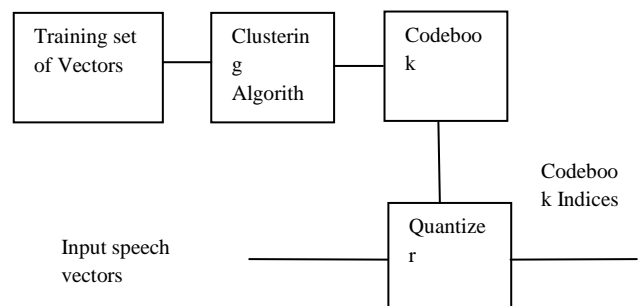 Training set
of Vectors
Clusterin
g
Algorith
Codeboo
k
Codeboo
k Indices
Quantize
r
Input speech
vectors